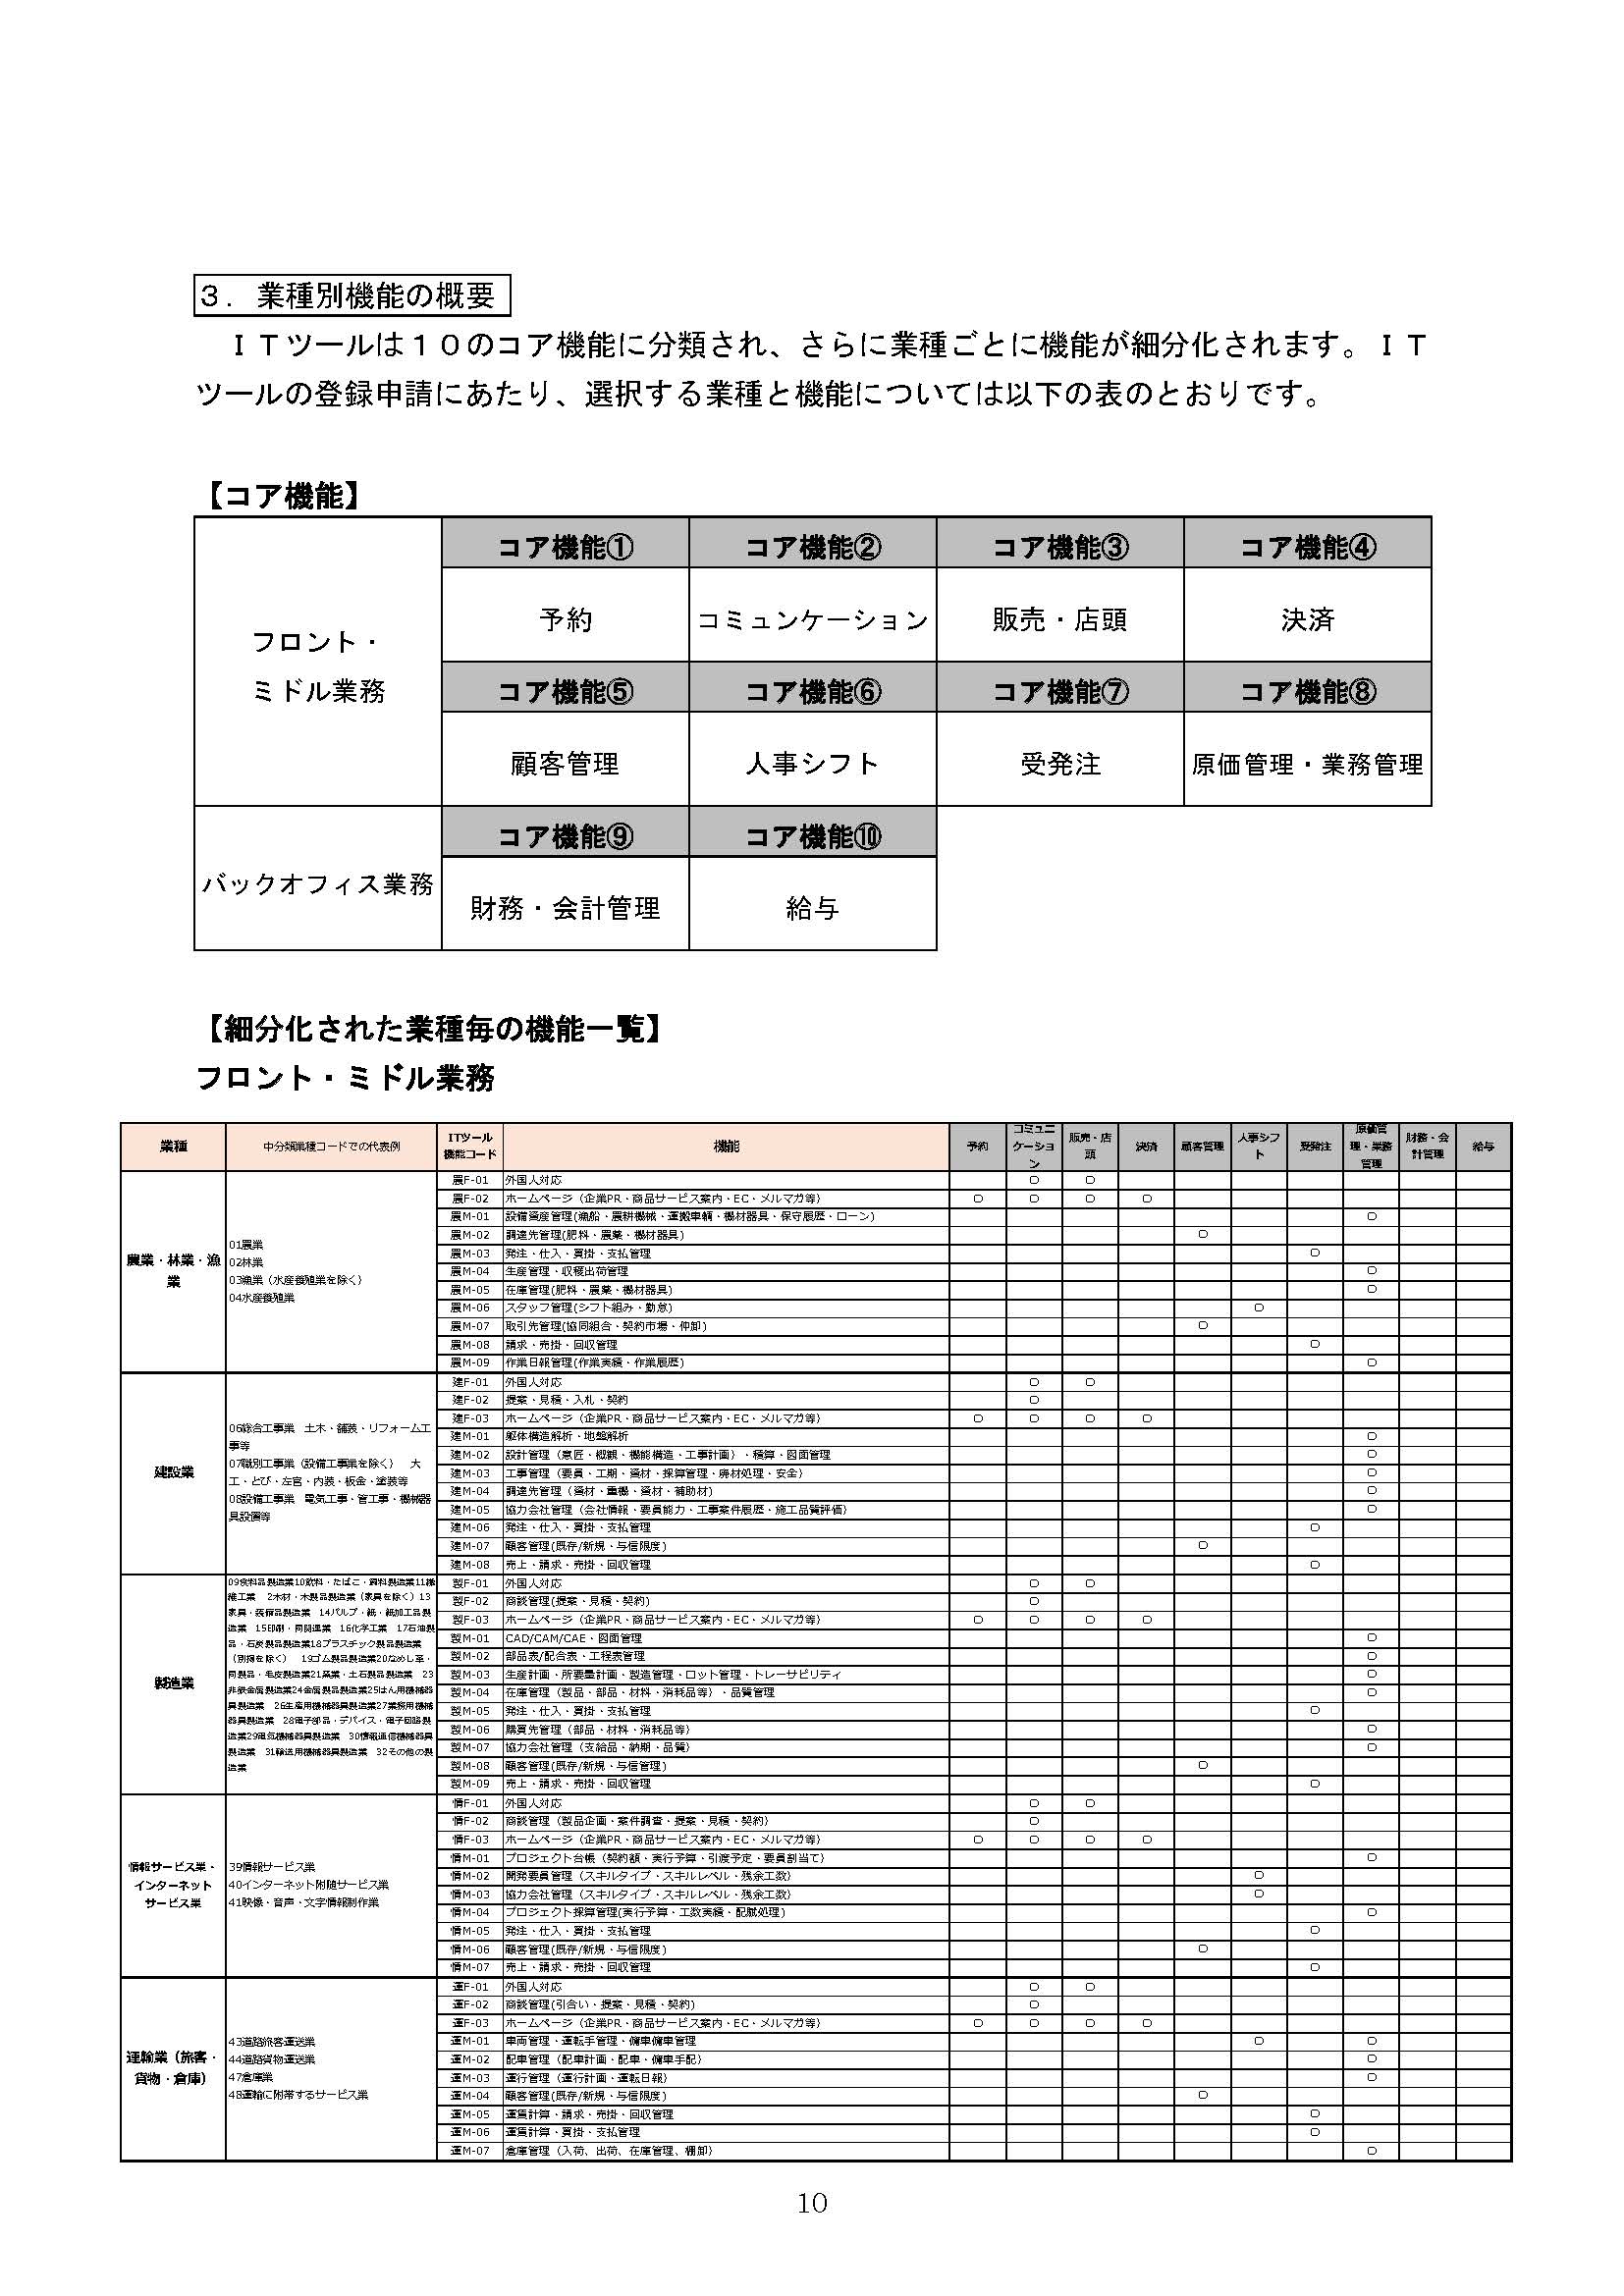 ３．業種別機能の概要
ＩＴツールは１０のコア機能に分類され、さらに業種ごとに機能が細分化されます。ＩＴ
ツールの登録申請にあたり、選択する業種と機能については以下の表のとおりです。
【コア機能】
フロント・
ミドル業務
コア機能① コア機能② コア機能③ コア機能④
予約 コミュンケーション 販売・店頭 決済
コア機能⑤ コア機能⑥ コア機能⑦ コア機能⑧
顧客管理 人事シフト 受発注 原価管理・業務管理
バックオフィス業務
コア機能⑨ コア機能⑩
財務・会計管理 給与
【細分化された業種毎の機能一覧】
フロント・ミドル業務
業種 中分類業種コードでの代表例 ITツール機能コード 機能 予約 コミュニケーション 販売・店頭 決済 顧客管理 人事シフト 受発注 原価管理・業務管理 財務・会計管理 給与
農業・林業・漁業
01農業
02林業
03漁業（水産養殖業を除く）
04水産養殖業
農F-01 外国人対応 ○ ○
農F-02 ホームページ（企業PR・商品サービス案内・EC・メルマガ等） ○ ○ ○ ○
農M-01 設備資産管理(漁船・農耕機械・運搬車輌・機材器具・保守履歴・ローン) ○
農M-02 調達先管理(肥料・農薬・機材器具) ○
農M-03 発注・仕入・買掛・支払管理 ○
農M-04 生産管理・収穫出荷管理 ○
農M-05 在庫管理(肥料・農薬・機材器具) ○
農M-06 スタッフ管理(シフト組み・勤怠) ○
農M-07 取引先管理(協同組合・契約市場・仲卸) ○
農M-08 請求・売掛・回収管理 ○
農M-09 作業日報管理(作業実績・作業履歴) ○
建設業
06総合工事業　土木・舗装・リフォーム工
事等
07職別工事業（設備工事業を除く）　大
工・とび・左官・内装・板金・塗装等
08設備工事業　電気工事・管工事・機械器
具設置等
建F-01 外国人対応 ○ ○
建F-02 提案・見積・入札・契約 ○
建F-03 ホームページ（企業PR・商品サービス案内・EC・メルマガ等） ○ ○ ○ ○
建M-01 躯体構造解析・地盤解析 ○
建M-02 設計管理（意匠・概観・機能構造・工事計画）・積算・図面管理 ○
建M-03 工事管理（要員・工期・資材・採算管理・廃材処理・安全） ○
建M-04 調達先管理（資材・重機・資材・補助材） ○
建M-05 協力会社管理（会社情報・要員能力・工事案件履歴・施工品質評価） ○
建M-06 発注・仕入・買掛・支払管理 ○
建M-07 顧客管理(既存/新規・与信限度) ○
建M-08 売上・請求・売掛・回収管理 ○
製造業
09食料品製造業10飲料・たばこ・飼料製造業11繊
維工業　2木材・木製品製造業（家具を除く）13
家具・装備品製造業　14パルプ・紙・紙加工品製
造業　15印刷・同関連業　16化学工業　17石油製
品・石炭製品製造業18プラスチック製品製造業
（別掲を除く）　19ゴム製品製造業20なめし革・
同製品・毛皮製造業21窯業・土石製品製造業　23
非鉄金属製造業24金属製品製造業25はん用機械器
具製造業　26生産用機械器具製造業27業務用機械
器具製造業　28電子部品・デバイス・電子回路製
造業29電気機械器具製造業　30情報通信機械器具
製造業　31輸送用機械器具製造業　32その他の製
造業
製F-01 外国人対応 ○ ○
製F-02 商談管理(提案・見積・契約) ○
製F-03 ホームページ（企業PR・商品サービス案内・EC・メルマガ等） ○ ○ ○ ○
製M-01 CAD/CAM/CAE・図面管理 ○
製M-02 部品表/配合表・工程表管理 ○
製M-03 生産計画・所要量計画・製造管理・ロット管理・トレーサビリティ ○
製M-04 在庫管理（製品・部品・材料・消耗品等）・品質管理 ○
製M-05 発注・仕入・買掛・支払管理 ○
製M-06 購買先管理（部品・材料・消耗品等） ○
製M-07 協力会社管理（支給品・納期・品質） ○
製M-08 顧客管理(既存/新規・与信管理) ○
製M-09 売上・請求・売掛・回収管理 ○
情報サービス業・
インターネット
サービス業
39情報サービス業
40インターネット附随サービス業
41映像・音声・文字情報制作業
情F-01 外国人対応 ○ ○
情F-02 商談管理（製品企画・案件調査・提案・見積・契約） ○
情F-03 ホームページ（企業PR・商品サービス案内・EC・メルマガ等） ○ ○ ○ ○
情M-01 プロジェクト台帳（契約額・実行予算・引渡予定・要員割当て） ○
情M-02 開発要員管理（スキルタイプ・スキルレベル・残余工数） ○
情M-03 協力会社管理（スキルタイプ・スキルレベル・残余工数） ○
情M-04 プロジェクト採算管理(実行予算・工数実績・配賦処理) ○
情M-05 発注・仕入・買掛・支払管理 ○
情M-06 顧客管理(既存/新規・与信限度) ○
情M-07 売上・請求・売掛・回収管理 ○
運輸業（旅客・
貨物・倉庫）
43道路旅客運送業
44道路貨物運送業
47倉庫業
48運輸に附帯するサービス業
運F-01 外国人対応 ○ ○
運F-02 商談管理(引合い・提案・見積・契約) ○
運F-03 ホームページ（企業PR・商品サービス案内・EC・メルマガ等） ○ ○ ○ ○
運M-01 車両管理・運転手管理・傭車傭車管理 ○ ○
運M-02 配車管理（配車計画・配車・傭車手配） ○
運M-03 運行管理（運行計画・運転日報） ○
運M-04 顧客管理(既存/新規・与信限度) ○
運M-05 運賃計算・請求・売掛・回収管理 ○
運M-06 運賃計算・買掛・支払管理 ○
運M-07 倉庫管理（入荷、出荷、在庫管理、棚卸） ○
10